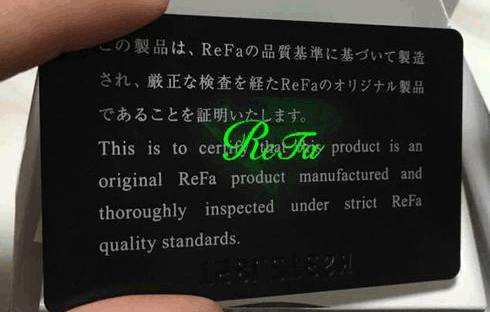 この製品は、ReFaの品質基準に基づいて製造
され、厳正な検査を経たReFaのオリジナル製品
であることを証明いたします。
ReFa
This is to certify that this product is an
original ReFa product manufactured and
thoroughly inspected under strict ReFa
quality standards.